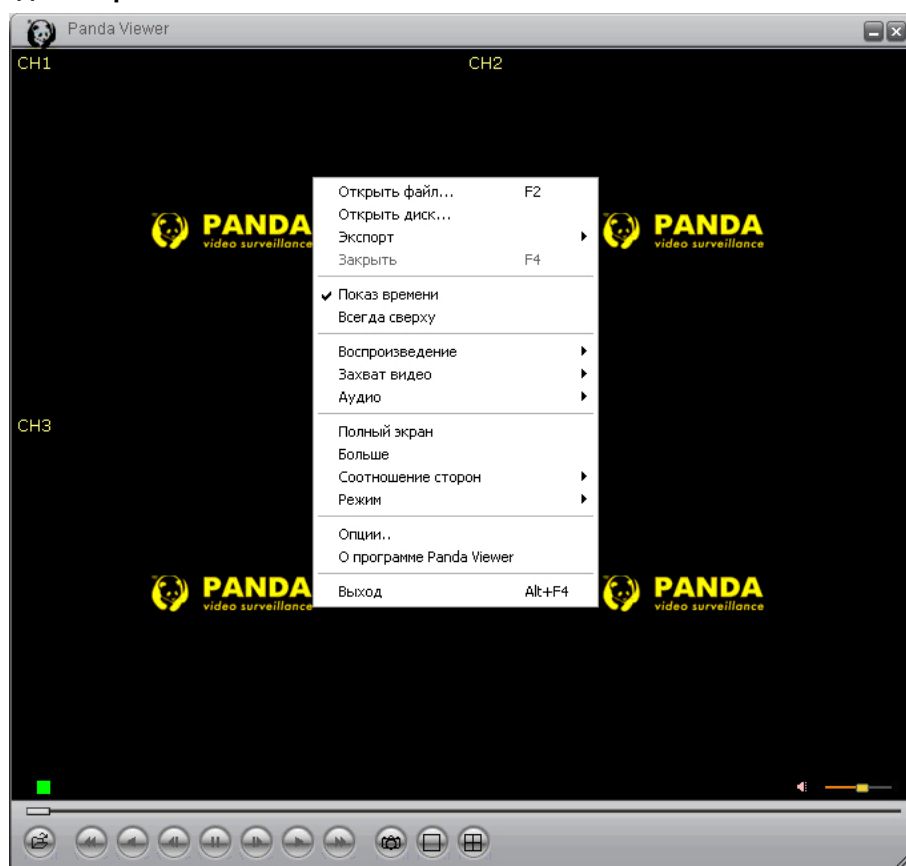 Panda Viewer
CH1
CH2
PANDA
video surveillance
PANDA
video surveillance
Открыть файл... F2
Открыть диск...
Экспорт
Закрыть F4
Показ времени
Всегда сверху
Воспроизведение
Захват видео
Аудио
CH3
Полный экран
Больше
Соотношение сторон
Режим
Опции..
О программе Panda Viewer
Выход Alt+F4
PANDA
video surveillance
PANDA
video surveillance